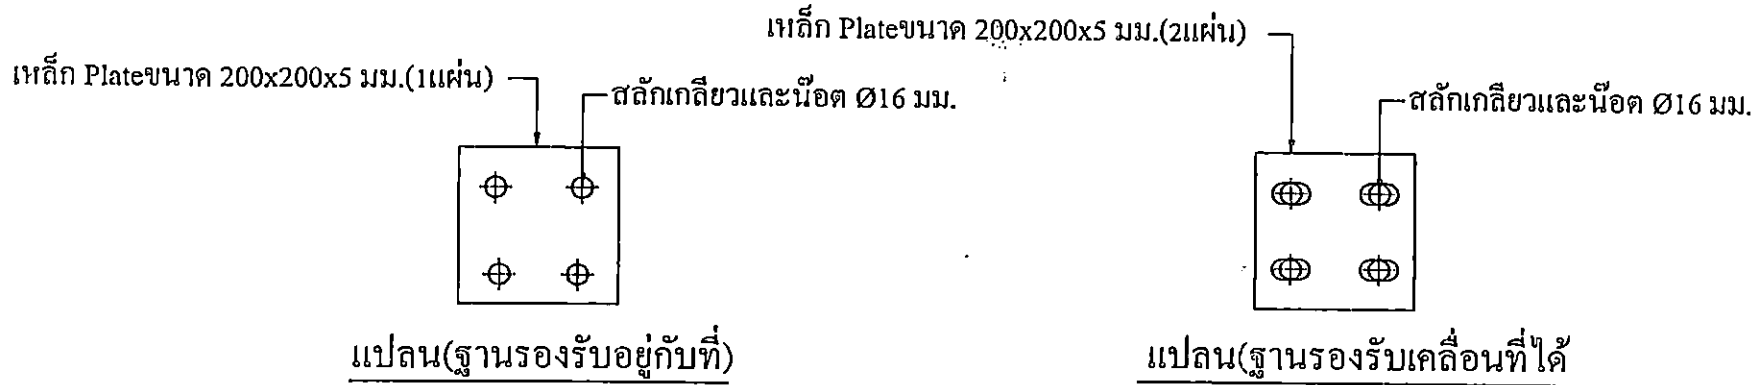 เหล็ก Plateขนาด 200x200x5 มม.(2แผ่น)
เหล็ก Plateขนาด 200x200x5 มม.(1แผ่น)
สลักเกลียวและน๊อต Ø16 มม.
สลักเกลียวและน๊อต Ø16 มม.
แปลน(ฐานรองรับอยู่กับที่)
แปลน(ฐานรองรับเคลื่อนที่ได้